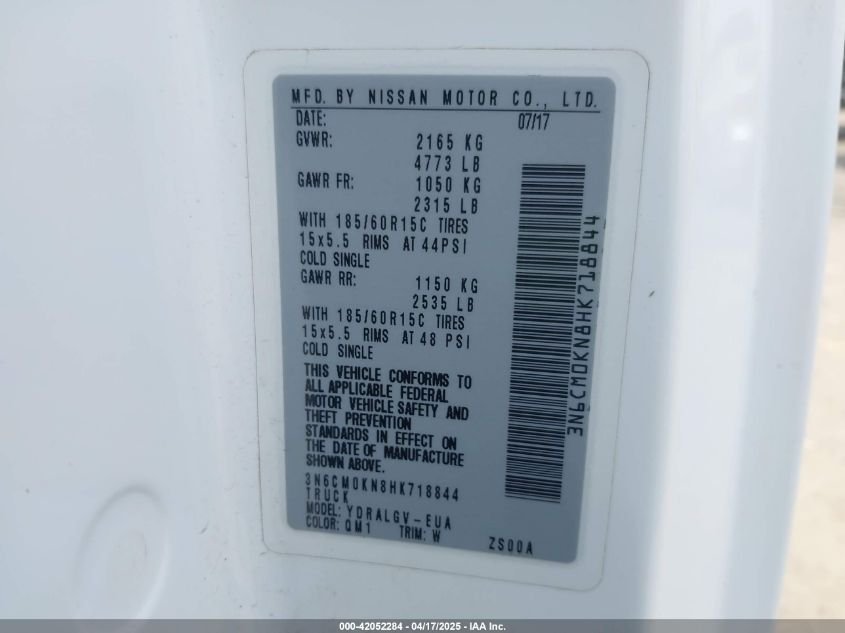 MFD. BY NISSAN MOTOR CO., LTD.
DATE: 07/17
GVWR: 2165 KG
4773 LB
GAWR FR: 1050 KG
2315 LB
WITH 185/60R15C TIRES
15x5.5 RIMS AT 44PSI
COLD SINGLE
GAWR RR: 1150 KG
2535 LB
WITH 185/60R15C TIRES
15x5.5 RIMS AT 48 PSI
COLD SINGLE
THIS VEHICLE CONFORMS TO
ALL APPLICABLE FEDERAL
MOTOR VEHICLE SAFETY AND
THEFT PREVENTION
STANDARDS IN EFFECT ON
THE DATE OF MANUFACTURE
SHOWN ABOVE.
3N6CM0KN8HK718844
TRUCK
MODEL: YDRALGV-EUA
COLOR: QM1 TRIM: W ZS00A
3N6CM0KN8HK718844
000-42052284 - 04/17/2025 - IAA Inc.